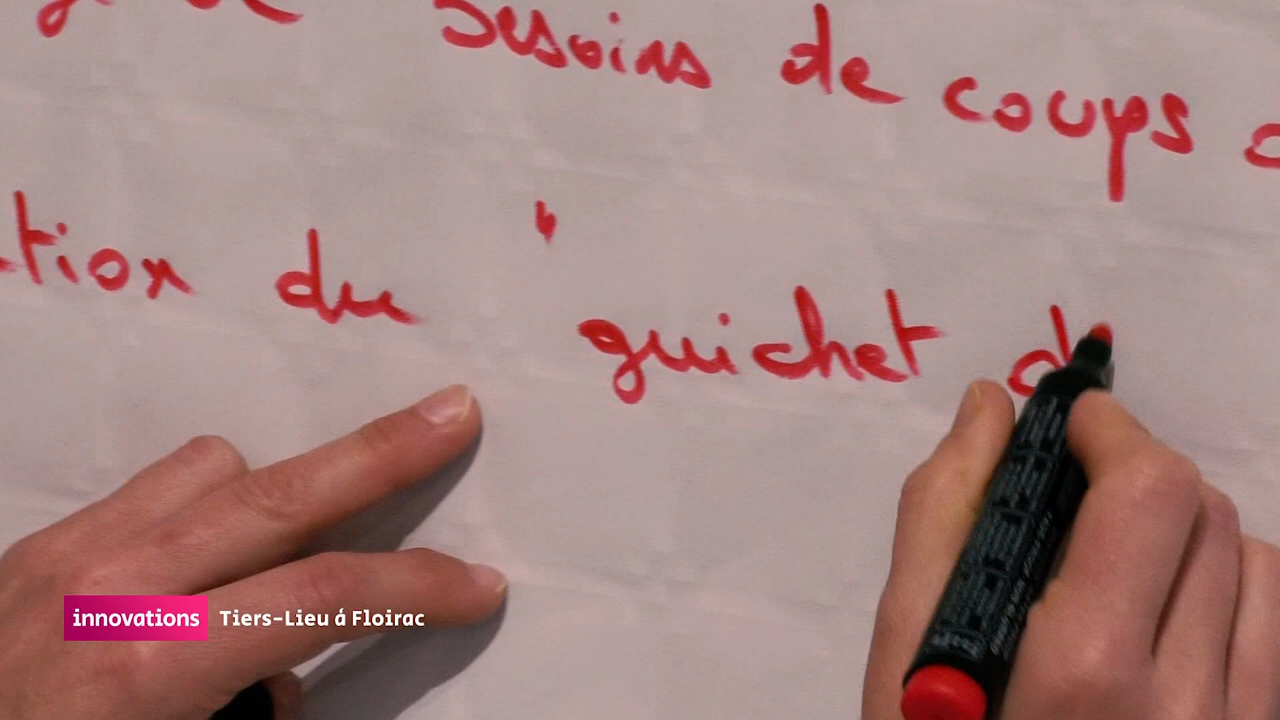 besoins de coups
tion du " guichet d
innovations Tiers-Lieu á Floirac